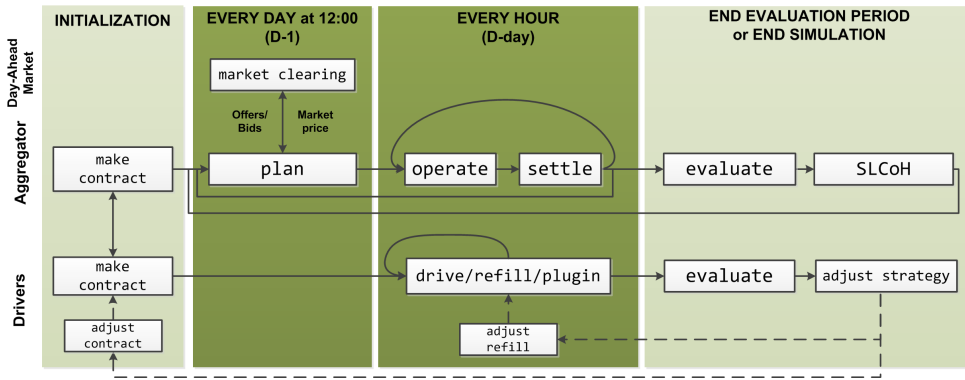 INITIALIZATION
EVERY DAY at 12:00
(D-1)
EVERY HOUR
(D-day)
END EVALUATION PERIOD
or END SIMULATION
Day-Ahead
Market
market clearing
Offers/
Bids
Market
price
Aggregator
make
contract
plan
operate
settle
evaluate
SLCoH
Drivers
make
contract
drive/refill/plugin
evaluate
adjust strategy
adjust
contract
adjust
refill